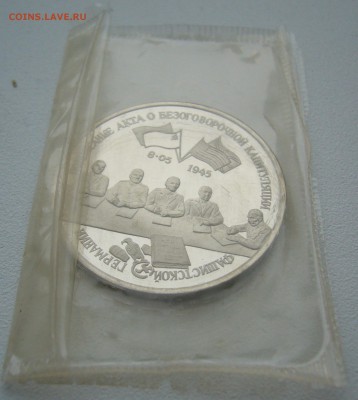 COINS.LAVE.RU
АКТА О БЕЗОГОВОРОЧНОЙ КАПИТУЛЯЦИИ
8·05 1945
ФАШИСТСКОЙ ГЕРМАНИИ